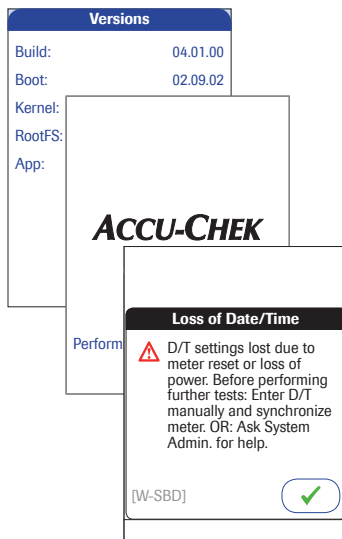 Versions
Build: 04.01.00
Boot: 02.09.02
Kernel:
RootFS:
App:
ACCU-CHEK
Perform
Loss of Date/Time
D/T settings lost due to
meter reset or loss of
power. Before performing
further tests: Enter D/T
manually and synchronize
meter. OR: Ask System
Admin. for help.
[W-SBD]